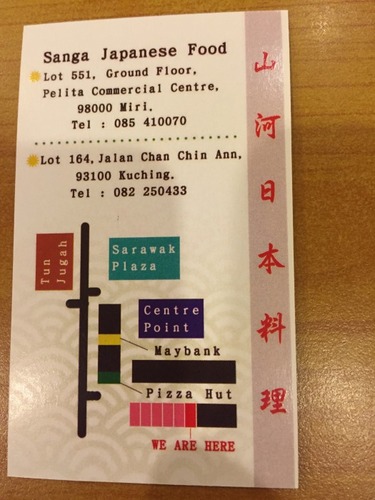 Sanga Japanese Food
Lot 551, Ground Floor,
Pelita Commercial Centre,
98000 Miri.
Tel : 085 410070
Lot 164, Jalan Chan Chin Ann,
93100 Kuching.
Tel : 082 250433
Tun
Jugah
Sarawak
Plaza
Centre
Point
Maybank
Pizza Hut
WE ARE HERE
山河日本料理